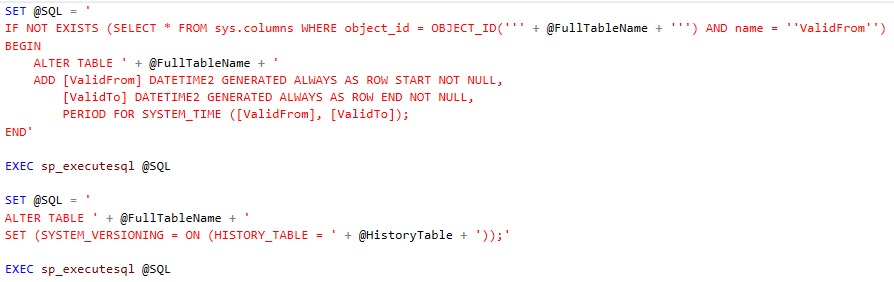 SET @SQL = '
IF NOT EXISTS (SELECT * FROM sys.columns WHERE object_id = OBJECT_ID(''' + @FullTableName + ''') AND name = ''ValidFrom'')
BEGIN
    ALTER TABLE ' + @FullTableName + '
    ADD [ValidFrom] DATETIME2 GENERATED ALWAYS AS ROW START NOT NULL,
        [ValidTo] DATETIME2 GENERATED ALWAYS AS ROW END NOT NULL,
        PERIOD FOR SYSTEM_TIME ([ValidFrom], [ValidTo]);
END'
EXEC sp_executesql @SQL
SET @SQL = '
ALTER TABLE ' + @FullTableName + '
SET (SYSTEM_VERSIONING = ON (HISTORY_TABLE = ' + @HistoryTable + '));'
EXEC sp_executesql @SQL